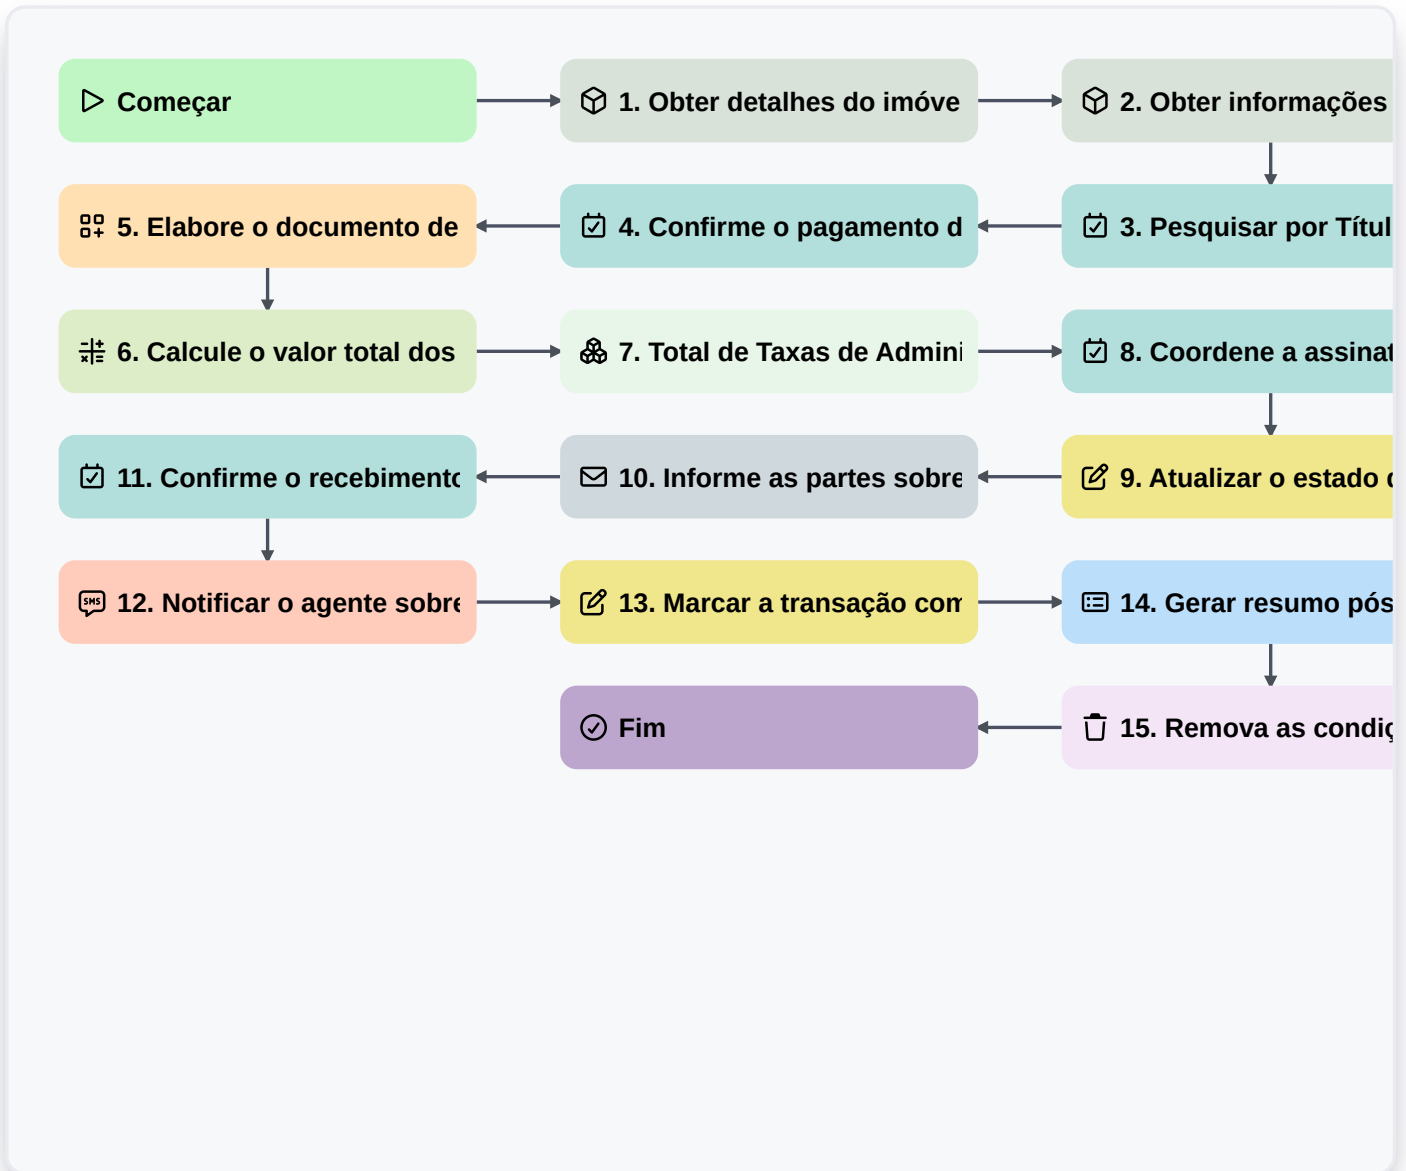 Começar
1. Obter detalhes do imóve
2. Obter informações
5. Elabore o documento de
4. Confirme o pagamento d
3. Pesquisar por Títul
6. Calcule o valor total dos
7. Total de Taxas de Admini
8. Coordene a assinat
11. Confirme o recebimento
10. Informe as partes sobre
9. Atualizar o estado d
12. Notificar o agente sobre
SMS
13. Marcar a transação com
14. Gerar resumo pós
Fim
15. Remova as condiç